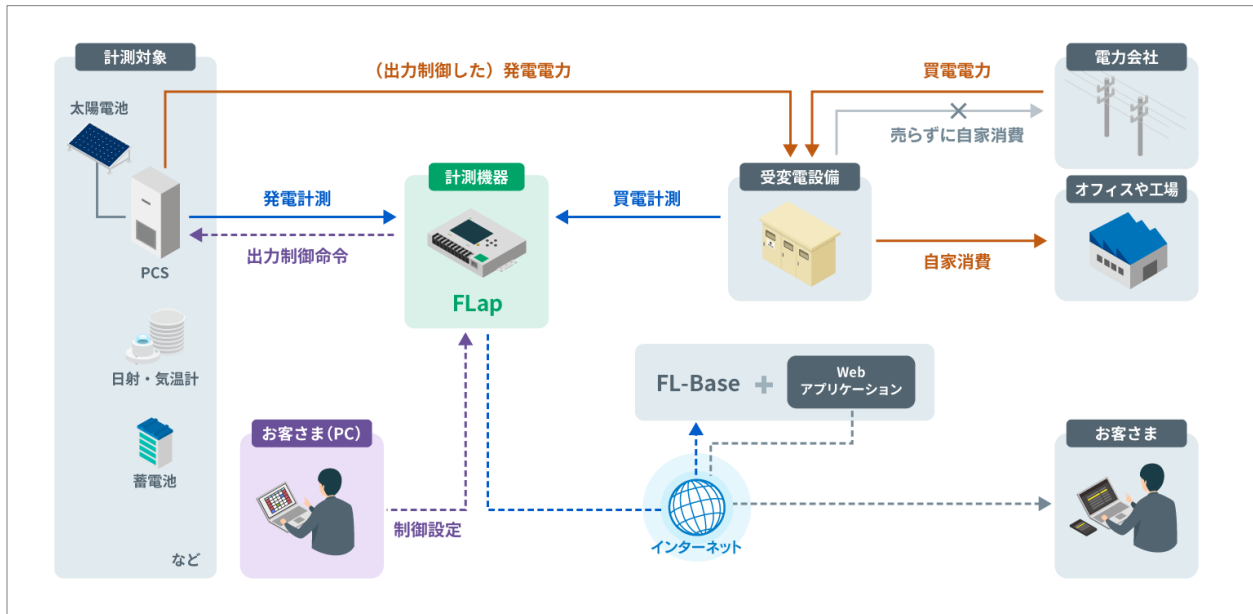 計測対象
(出力制御した) 発電電力
買電電力
電力会社
太陽電池
売らずに自家消費
計測機器
受変電設備
オフィスや工場
発電計測
買電計測
出力制御命令
自家消費
PCS
FLap
日射・気温計
FL-Base
+
Web
アプリケーション
お客さま(PC)
お客さま
蓄電池
制御設定
インターネット
など